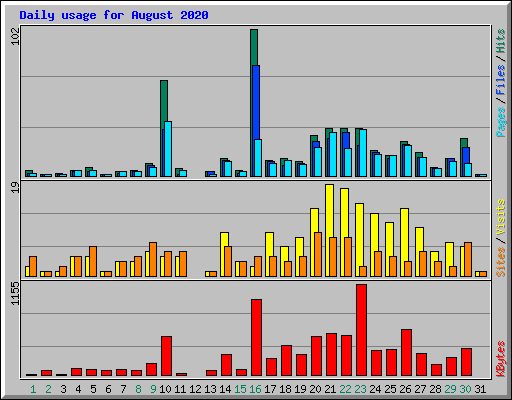 Daily usage for August 2020
102
Pages / Files / Hits
19
Sites / Visits
1155
KBytes
1 2 3 4 5 6 7 8 9 10 11 12 13 14 15 16 17 18 19 20 21 22 23 24 25 26 27 28 29 30 31